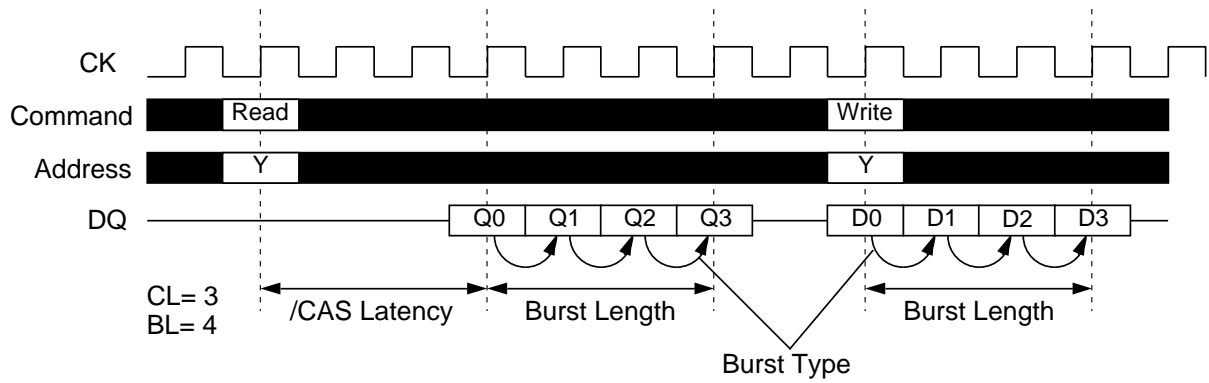 CK
Command Read Write
Address Y Y
DQ Q0 Q1 Q2 Q3 D0 D1 D2 D3
CL= 3 /CAS Latency Burst Length Burst Length
BL= 4
Burst Type